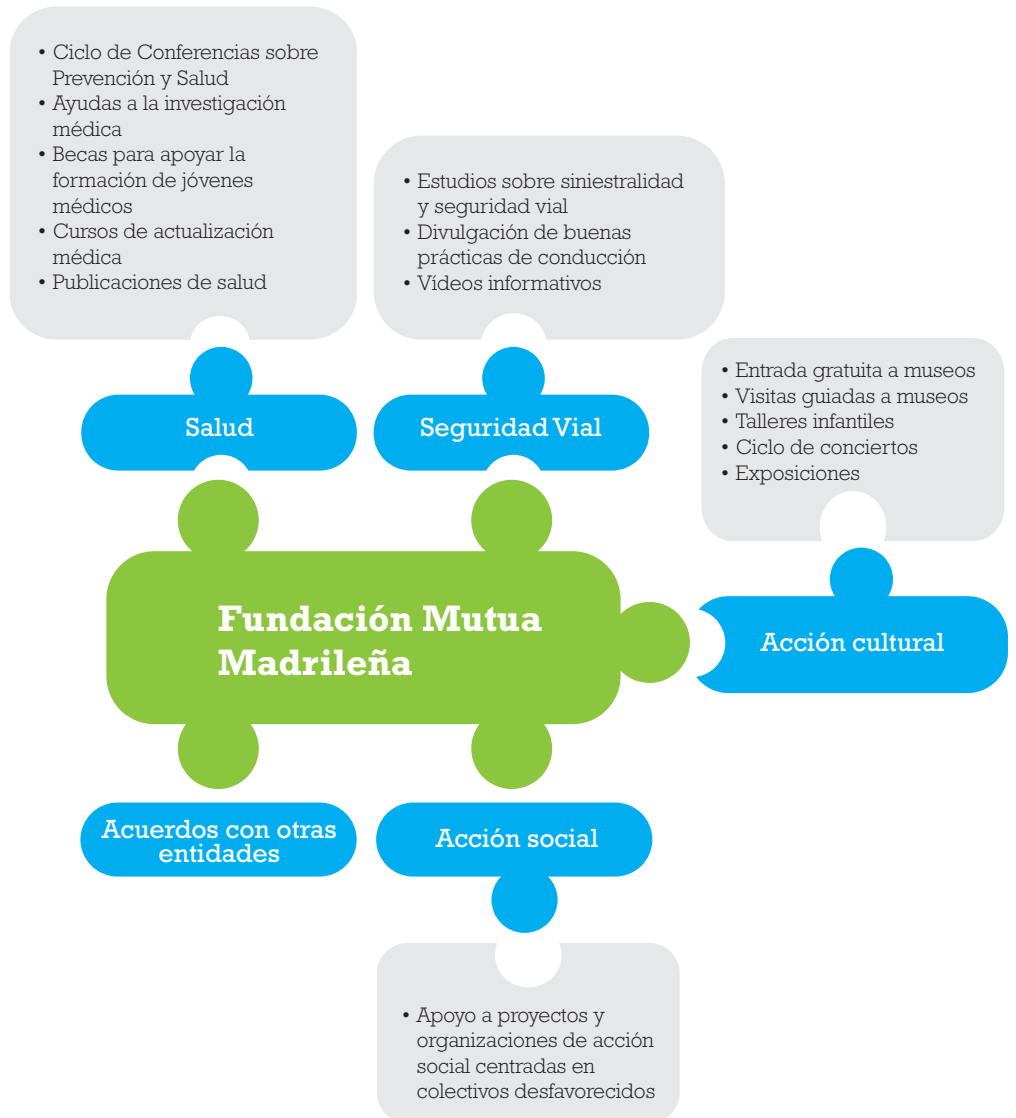 • Ciclo de Conferencias sobre
Prevención y Salud
• Ayudas a la investigación
médica
• Becas para apoyar la
formación de jóvenes
médicos
• Cursos de actualización
médica
• Publicaciones de salud
• Estudios sobre siniestralidad
y seguridad vial
• Divulgación de buenas
prácticas de conducción
• Vídeos informativos
• Entrada gratuita a museos
• Visitas guiadas a museos
• Talleres infantiles
• Ciclo de conciertos
• Exposiciones
Salud
Seguridad Vial
Fundación Mutua
Madrileña
Acción cultural
Acuerdos con otras
entidades
Acción social
• Apoyo a proyectos y
organizaciones de acción
social centradas en
colectivos desfavorecidos